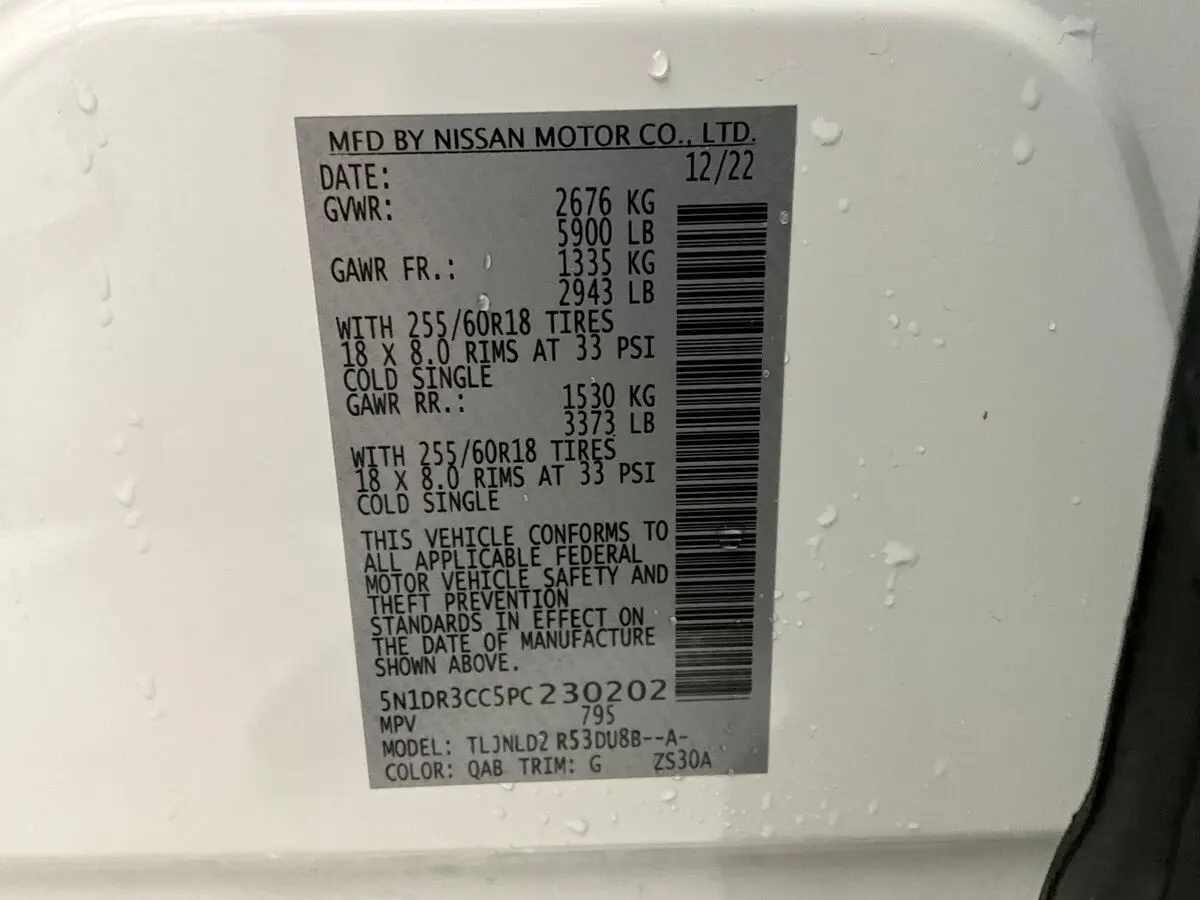 MFD BY NISSAN MOTOR CO., LTD.
DATE: 12/22
GVWR: 2676 KG
5900 LB
GAWR FR.: 1335 KG
2943 LB
WITH 255/60R18 TIRES
18 X 8.0 RIMS AT 33 PSI
COLD SINGLE
GAWR RR.: 1530 KG
3373 LB
WITH 255/60R18 TIRES
18 X 8.0 RIMS AT 33 PSI
COLD SINGLE
THIS VEHICLE CONFORMS TO
ALL APPLICABLE FEDERAL
MOTOR VEHICLE SAFETY AND
THEFT PREVENTION
STANDARDS IN EFFECT ON
THE DATE OF MANUFACTURE
SHOWN ABOVE.
5N1DR3CC5PC230202
MPV 795
MODEL: TLJNLD2 R53DU8B--A-
COLOR: QAB TRIM: G ZS30A